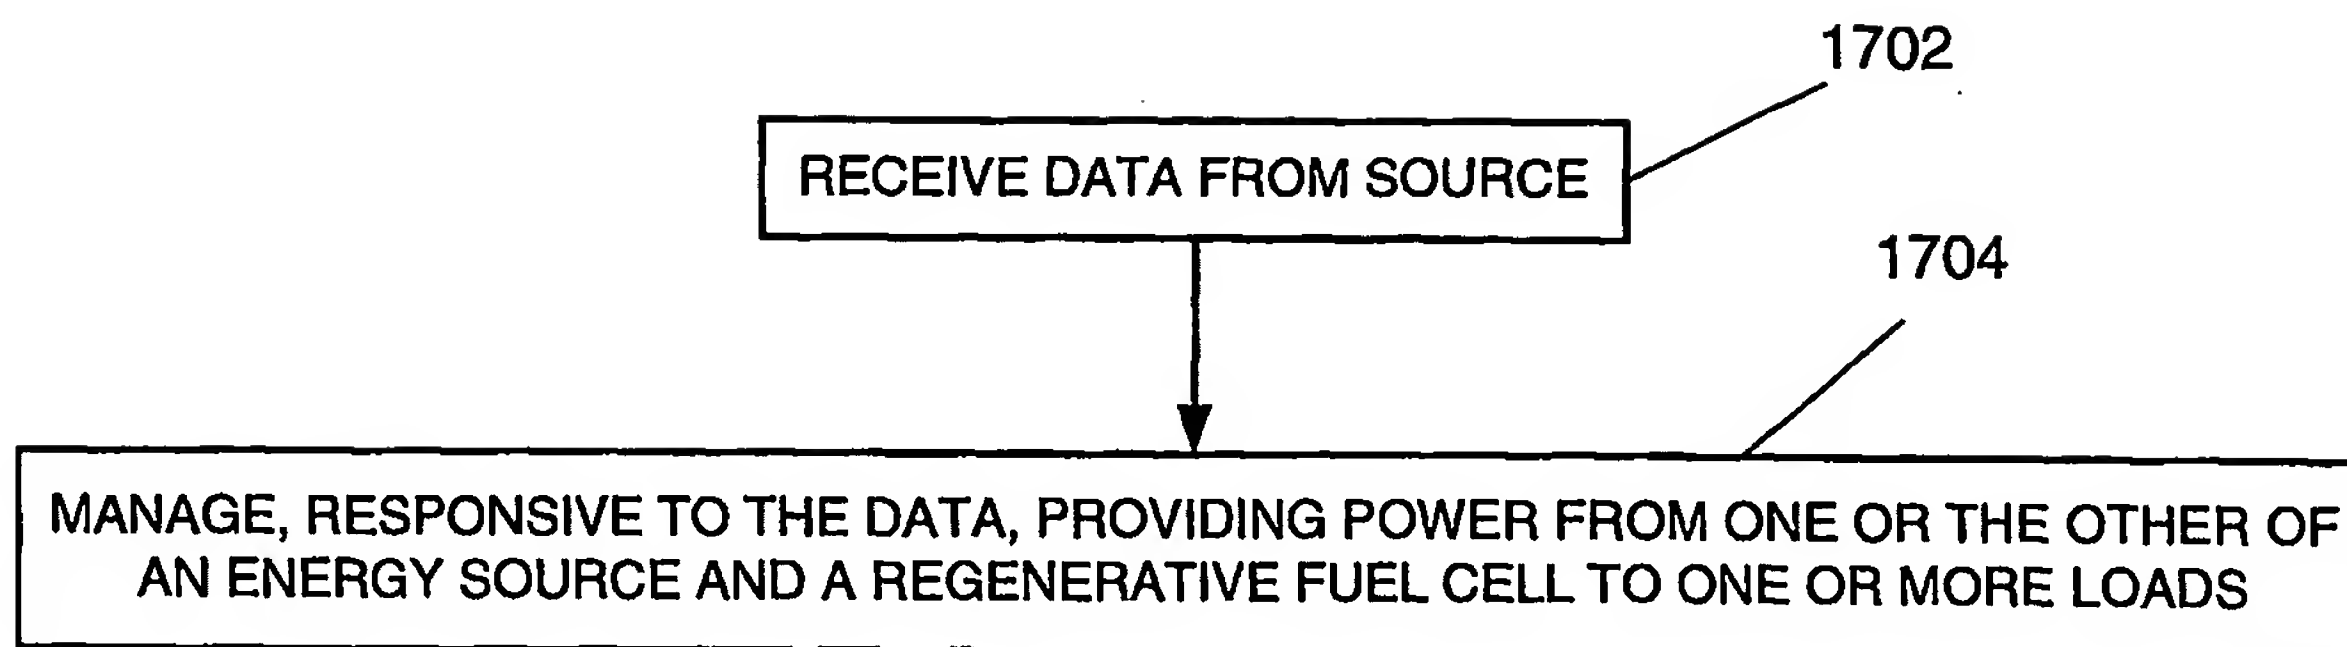 1702
RECEIVE DATA FROM SOURCE
1704
MANAGE, RESPONSIVE TO THE DATA, PROVIDING POWER FROM ONE OR THE OTHER OF
AN ENERGY SOURCE AND A REGENERATIVE FUEL CELL TO ONE OR MORE LOADS